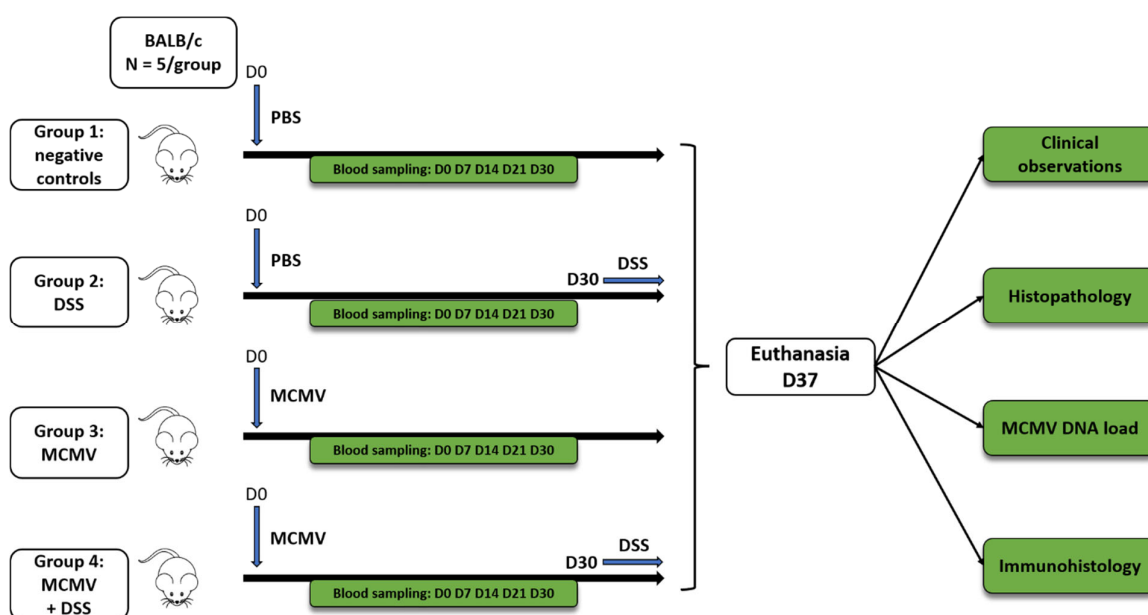 BALB/c
N = 5/group
D0
PBS
Group 1:
negative
controls
Blood sampling: D0 D7 D14 D21 D30
D0
PBS
Group 2:
DSS
D30
DSS
Blood sampling: D0 D7 D14 D21 D30
D0
MCMV
Group 3:
MCMV
Blood sampling: D0 D7 D14 D21 D30
D0
MCMV
Group 4:
MCMV
+ DSS
D30
DSS
Blood sampling: D0 D7 D14 D21 D30
Euthanasia
D37
Clinical
observations
Histopathology
MCMV DNA load
Immunohistology